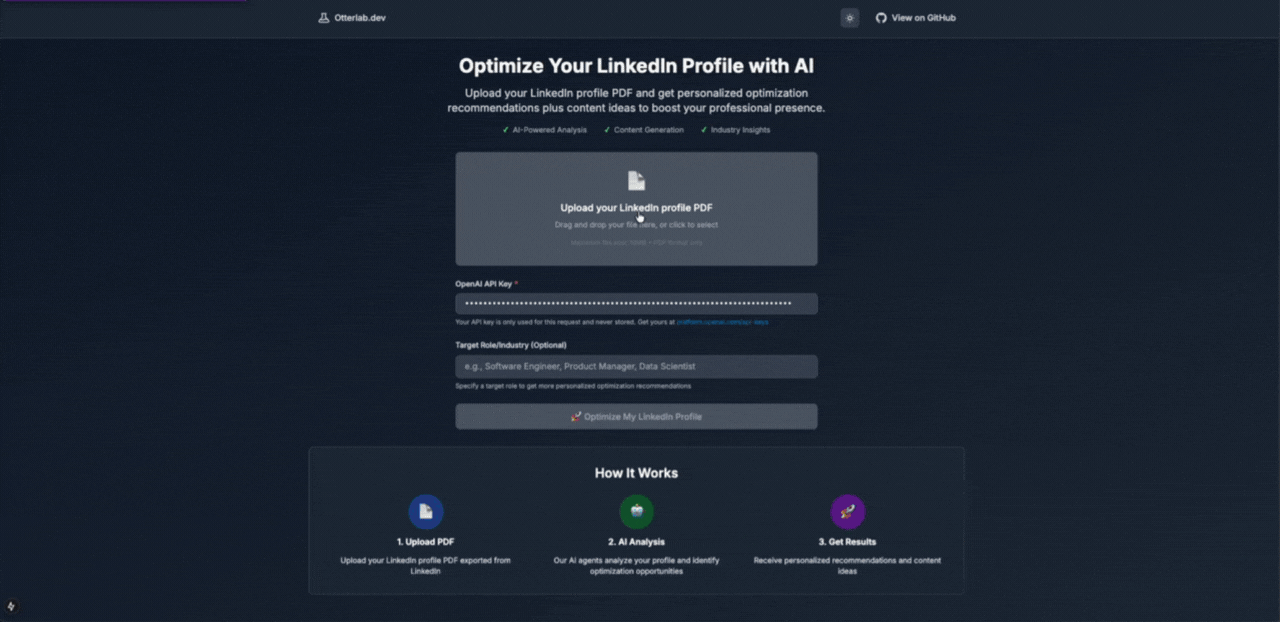 Otterlab.dev
View on GitHub
Optimize Your LinkedIn Profile with AI
Upload your LinkedIn profile PDF and get personalized optimization
recommendations plus content ideas to boost your professional presence.
✓ AI-Powered Analysis ✓ Content Generation ✓ Industry Insights
Upload your LinkedIn profile PDF
Drag and drop your file here, or click to select
Maximum file size: • PDF format only
OpenAI API Key *
Your API key is only used for this request and never stored. Get yours at platform.openai.com/api-keys
Target Role/Industry (Optional)
e.g., Software Engineer, Product Manager, Data Scientist
Specify a target role to get more personalized optimization recommendations
🚀 Optimize My LinkedIn Profile
How It Works
1. Upload PDF
Upload your LinkedIn profile PDF exported from
LinkedIn
2. AI Analysis
Our AI agents analyze your profile and identify
optimization opportunities
3. Get Results
Receive personalized recommendations and content
ideas